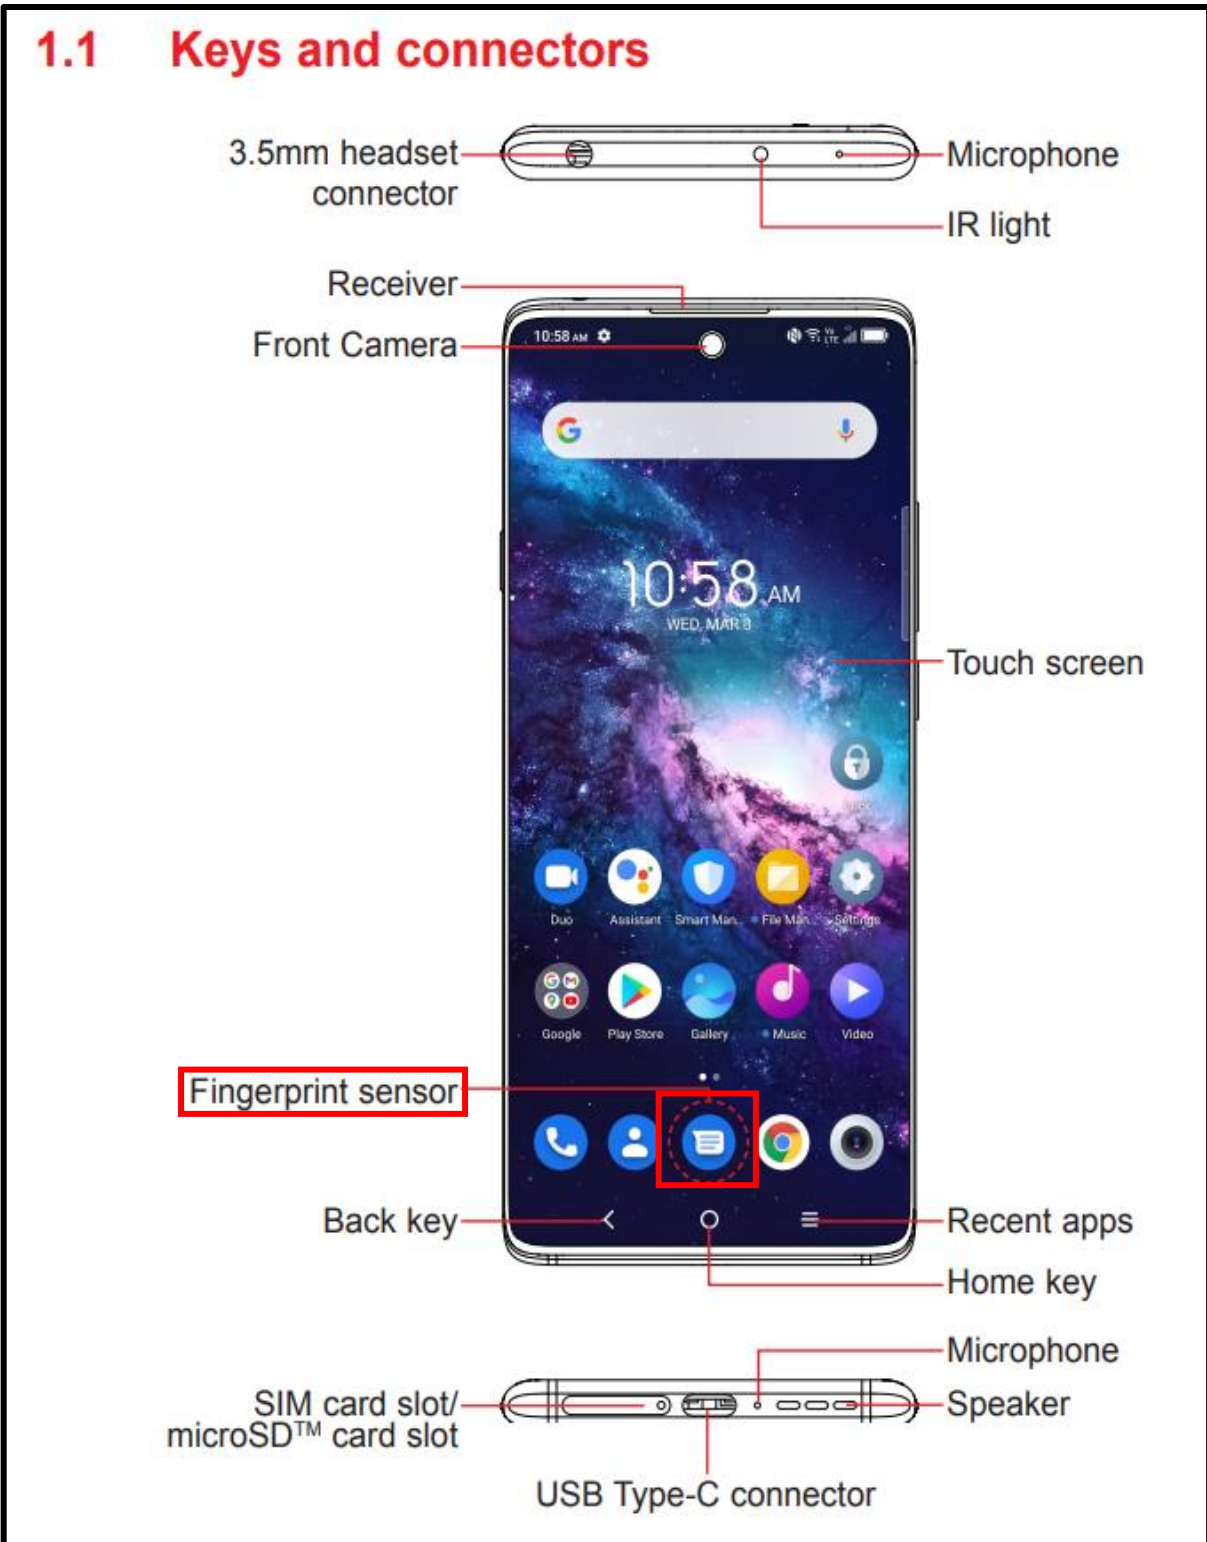 1.1 Keys and connectors
3.5mm headset
connector
Microphone
IR light
Receiver
Front Camera
10:58 AM
Vo
LTE
G
10:58 AM
WED, MAR 3
Touch screen
Duo Assistant Smart Man.. File Man.. Settings
Google Play Store Gallery Music Video
Fingerprint sensor
Back key
Recent apps
Home key
Microphone
SIM card slot/
microSD™ card slot
Speaker
USB Type-C connector